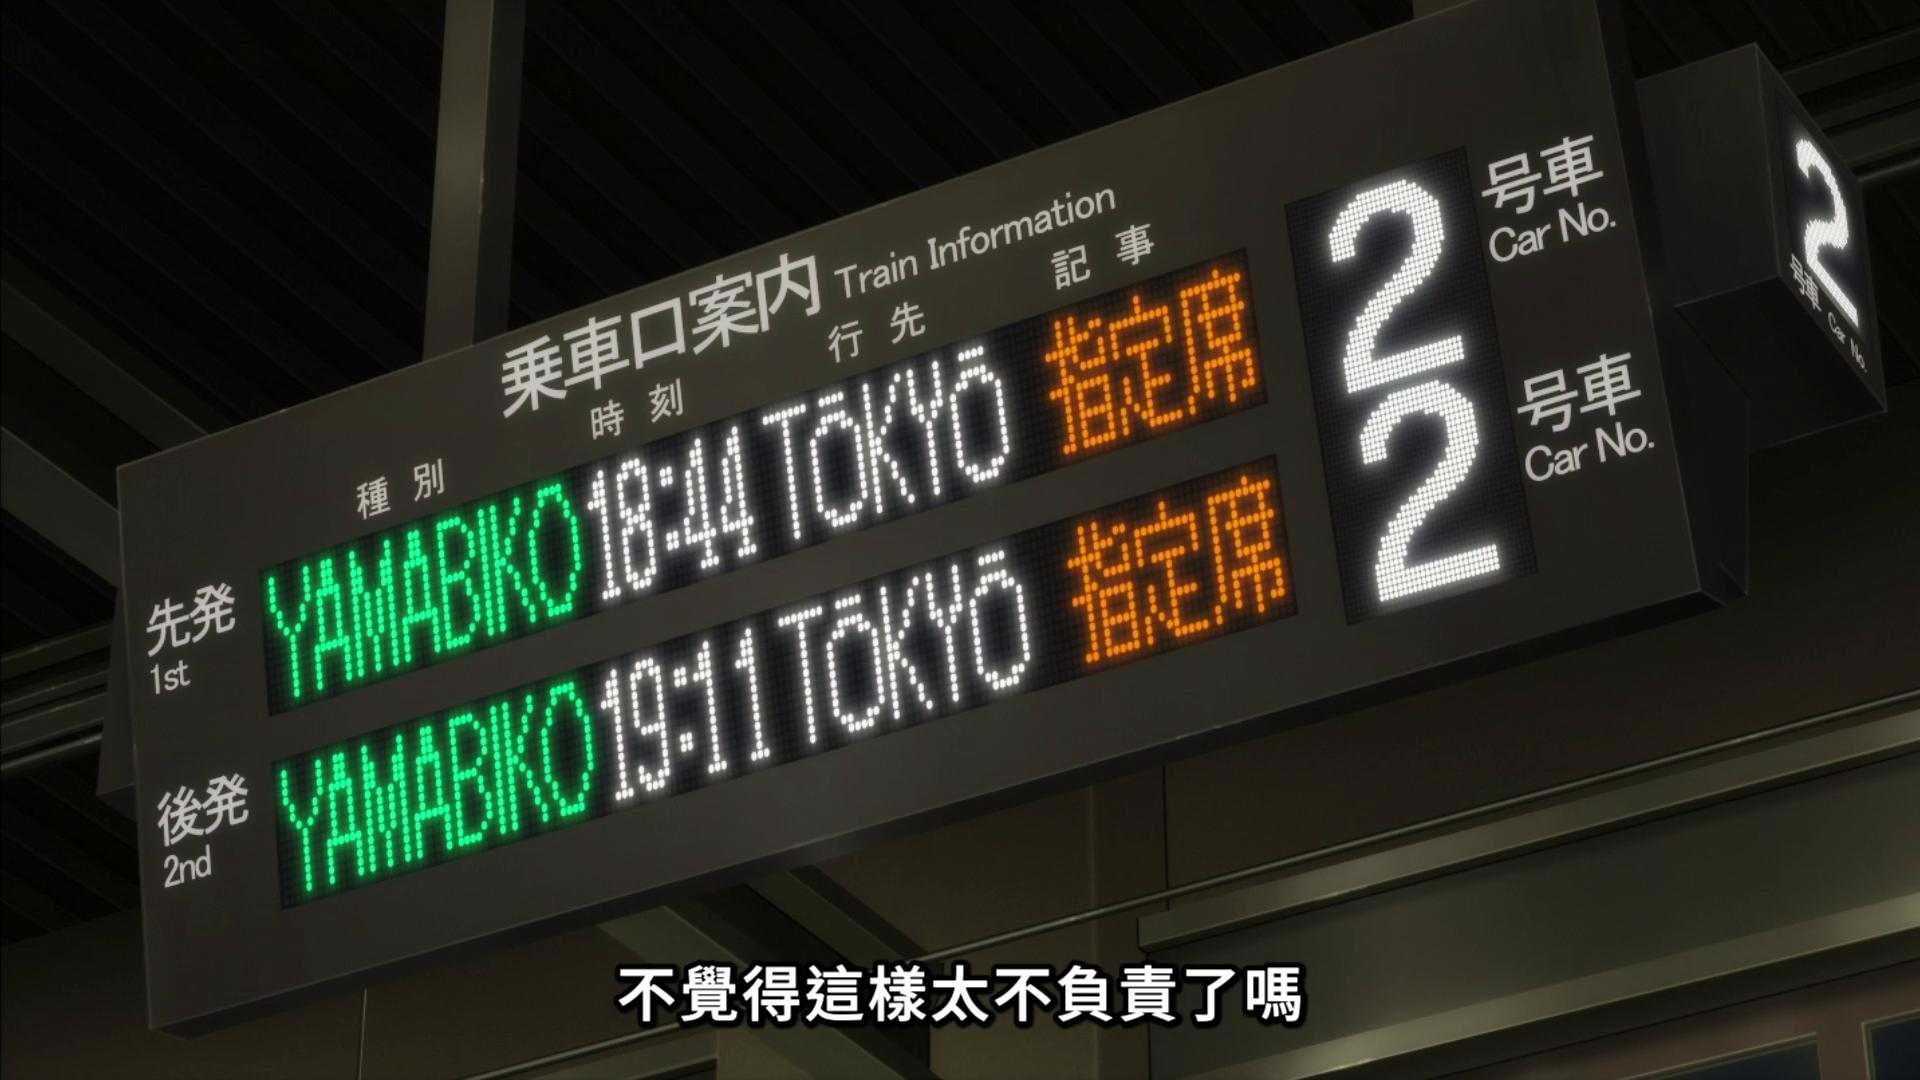 乗車口案内 Train Information
種別 時刻 行先 記事
先発 1st YAMABIKO 18:44 TŌKYŌ 指定席 2 号車 Car No.
後発 2nd YAMABIKO 19:11 TŌKYŌ 指定席 2 号車 Car No.
2 号車 Car No.
不覺得這樣太不負責了嗎